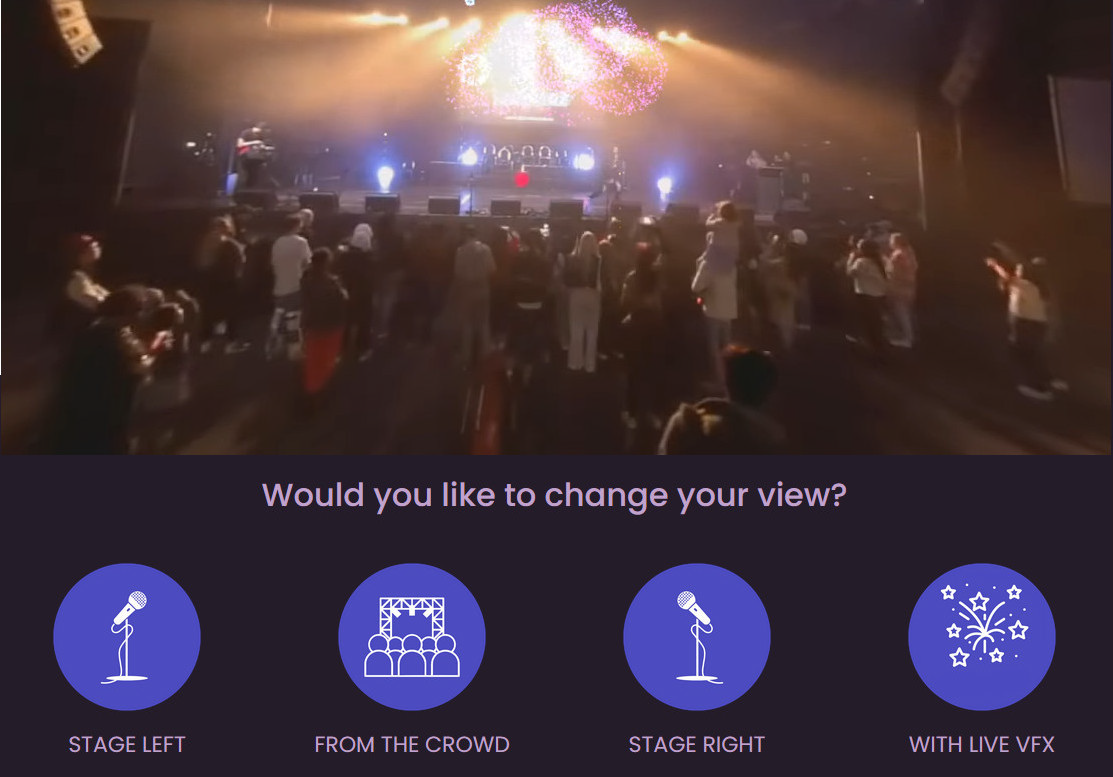 Would you like to change your view?
STAGE LEFT
FROM THE CROWD
STAGE RIGHT
WITH LIVE VFX